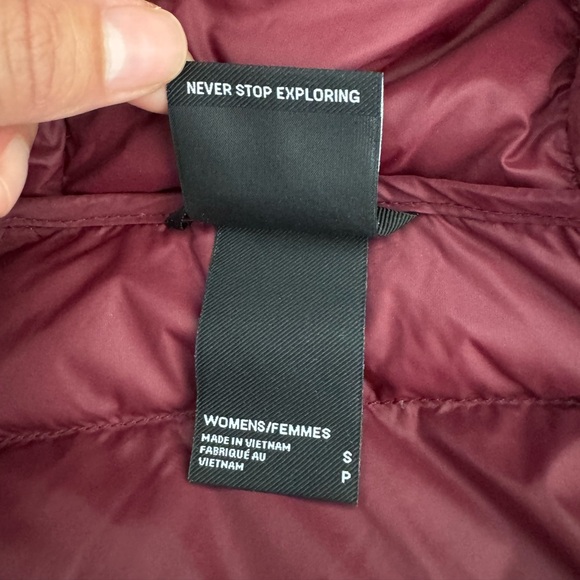 NEVER STOP EXPLORING
WOMENS/FEMMES
MADE IN VIETNAM
FABRIQUÉ AU
VIETNAM
S
P